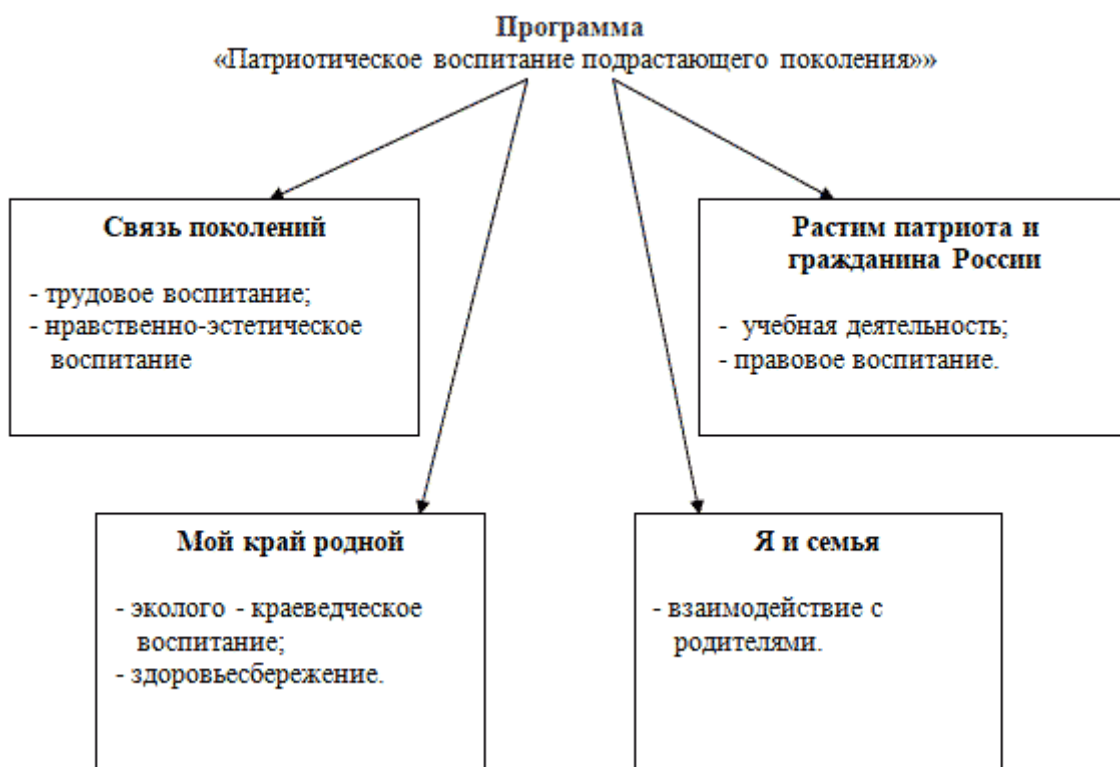 Программа
«Патриотическое воспитание подрастающего поколения»»
Связь поколений
- трудовое воспитание;
- нравственно-эстетическое
воспитание
Растим патриота и
гражданина России
- учебная деятельность;
- правовое воспитание.
Мой край родной
- эколого - краеведческое
воспитание;
- здоровьесбережение.
Я и семья
- взаимодействие с
родителями.